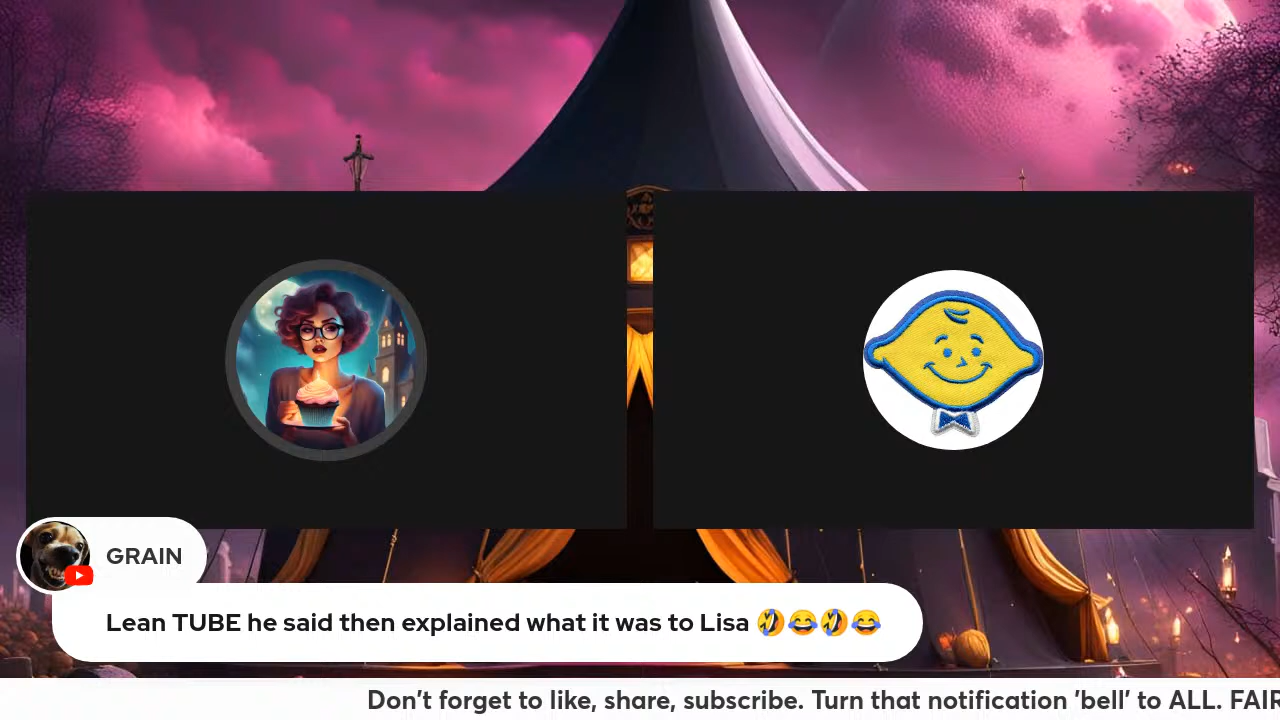 GRAIN
Lean TUBE he said then explained what it was to Lisa 🤣😂🤣😂
Don't forget to like, share, subscribe. Turn that notification 'bell' to ALL. FAIR